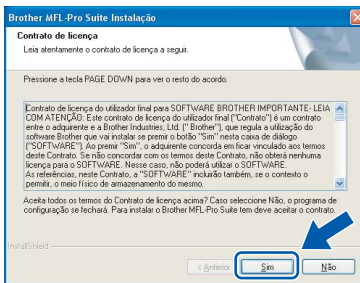 Brother MFL-Pro Suite Instalação
Contrato de licença
Leia atentamente o contrato de licença a seguir.
Pressione a tecla PAGE DOWN para ver o resto do acordo.
Contrato de licença do utilizador final para SOFTWARE BROTHER IMPORTANTE- LEIA
COM ATENÇÃO: Este contrato de licença do utilizador final ("Contrato") é um contrato
entre o adquirente e a Brother Industries, Ltd. (" Brother"), que regula a utilização do
software Brother que vai instalar se premir o botão "Sim" nesta caixa de diálogo
("SOFTWARE"). Ao premir "Sim", o adquirente concorda em ficar vinculado aos termos
deste Contrato. Se não concordar com os termos deste Contrato, não obterá nenhuma
licença para o SOFTWARE. Nesse caso, não poderá utilizar o SOFTWARE.
As referências, neste Contrato, a "SOFTWARE" incluirão também, se o contexto o
permitir, o meio físico de armazenamento do mesmo.
Aceita todos os termos do Contrato de licença acima? Caso seleccione Não, o programa de
configuração se fechará. Para instalar o Brother MFL-Pro Suite tem deve aceitar o contrato.
InstallShield
< Anterior
Sim
Não